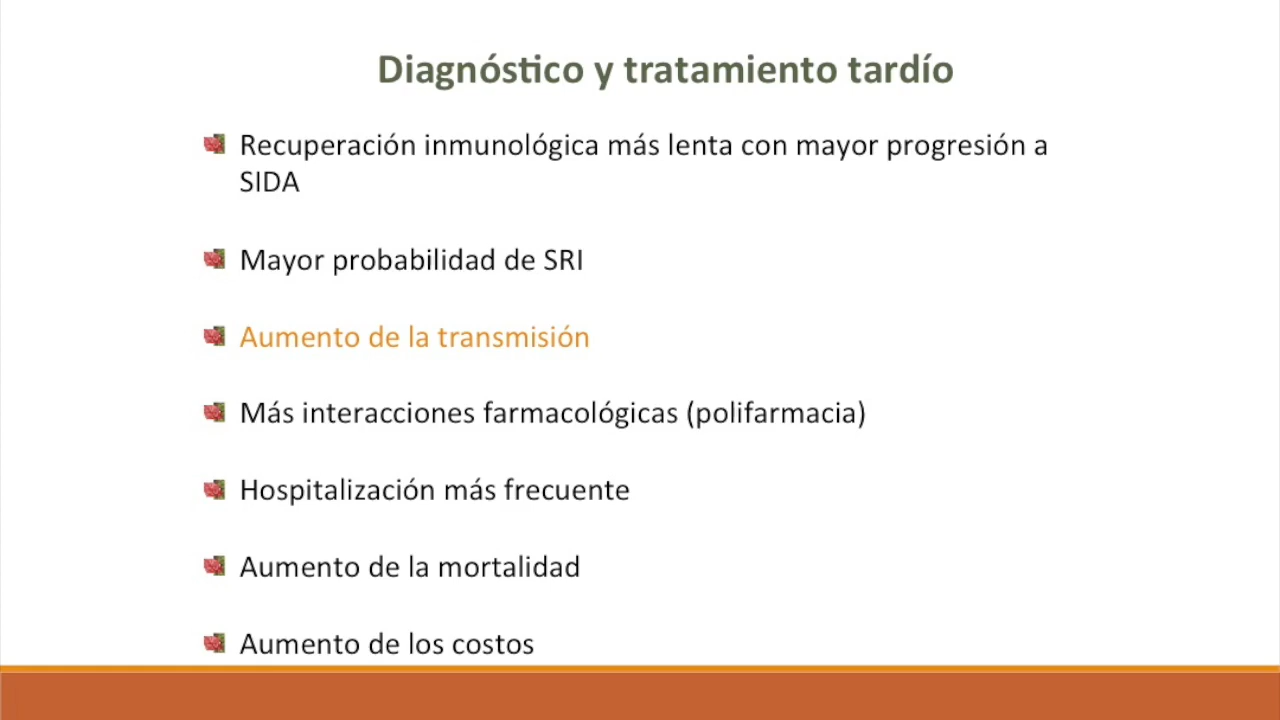 Diagnóstico y tratamiento tardío
Recuperación inmunológica más lenta con mayor progresión a
SIDA
Mayor probabilidad de SRI
Aumento de la transmisión
Más interacciones farmacológicas (polifarmacia)
Hospitalización más frecuente
Aumento de la mortalidad
Aumento de los costos